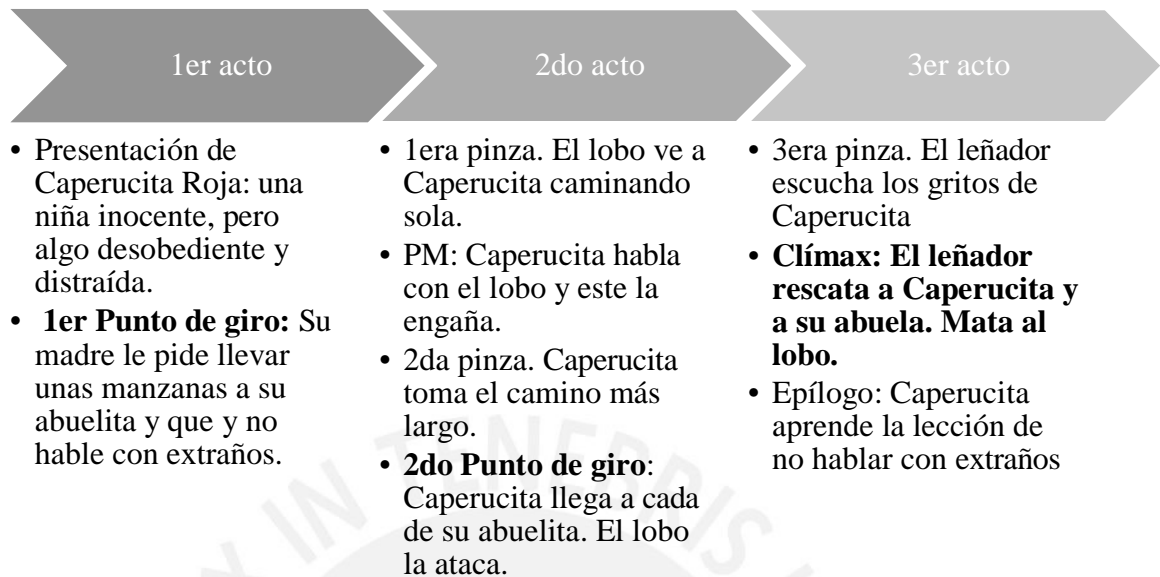 1er acto
2do acto
3er acto
• Presentación de
Caperucita Roja: una
niña inocente, pero
algo desobediente y
distraída.
• 1er Punto de giro: Su
madre le pide llevar
unas manzanas a su
abuelita y que y no
hable con extraños.
• 1era pinza. El lobo ve a
Caperucita caminando
sola.
• PM: Caperucita habla
con el lobo y este la
engaña.
• 2da pinza. Caperucita
toma el camino más
largo.
• 2do Punto de giro:
Caperucita llega a cada
de su abuelita. El lobo
la ataca.
• 3era pinza. El leñador
escucha los gritos de
Caperucita
• Clímax: El leñador
rescata a Caperucita y
a su abuela. Mata al
lobo.
• Epílogo: Caperucita
aprende la lección de
no hablar con extraños
X IN TENEBRIS